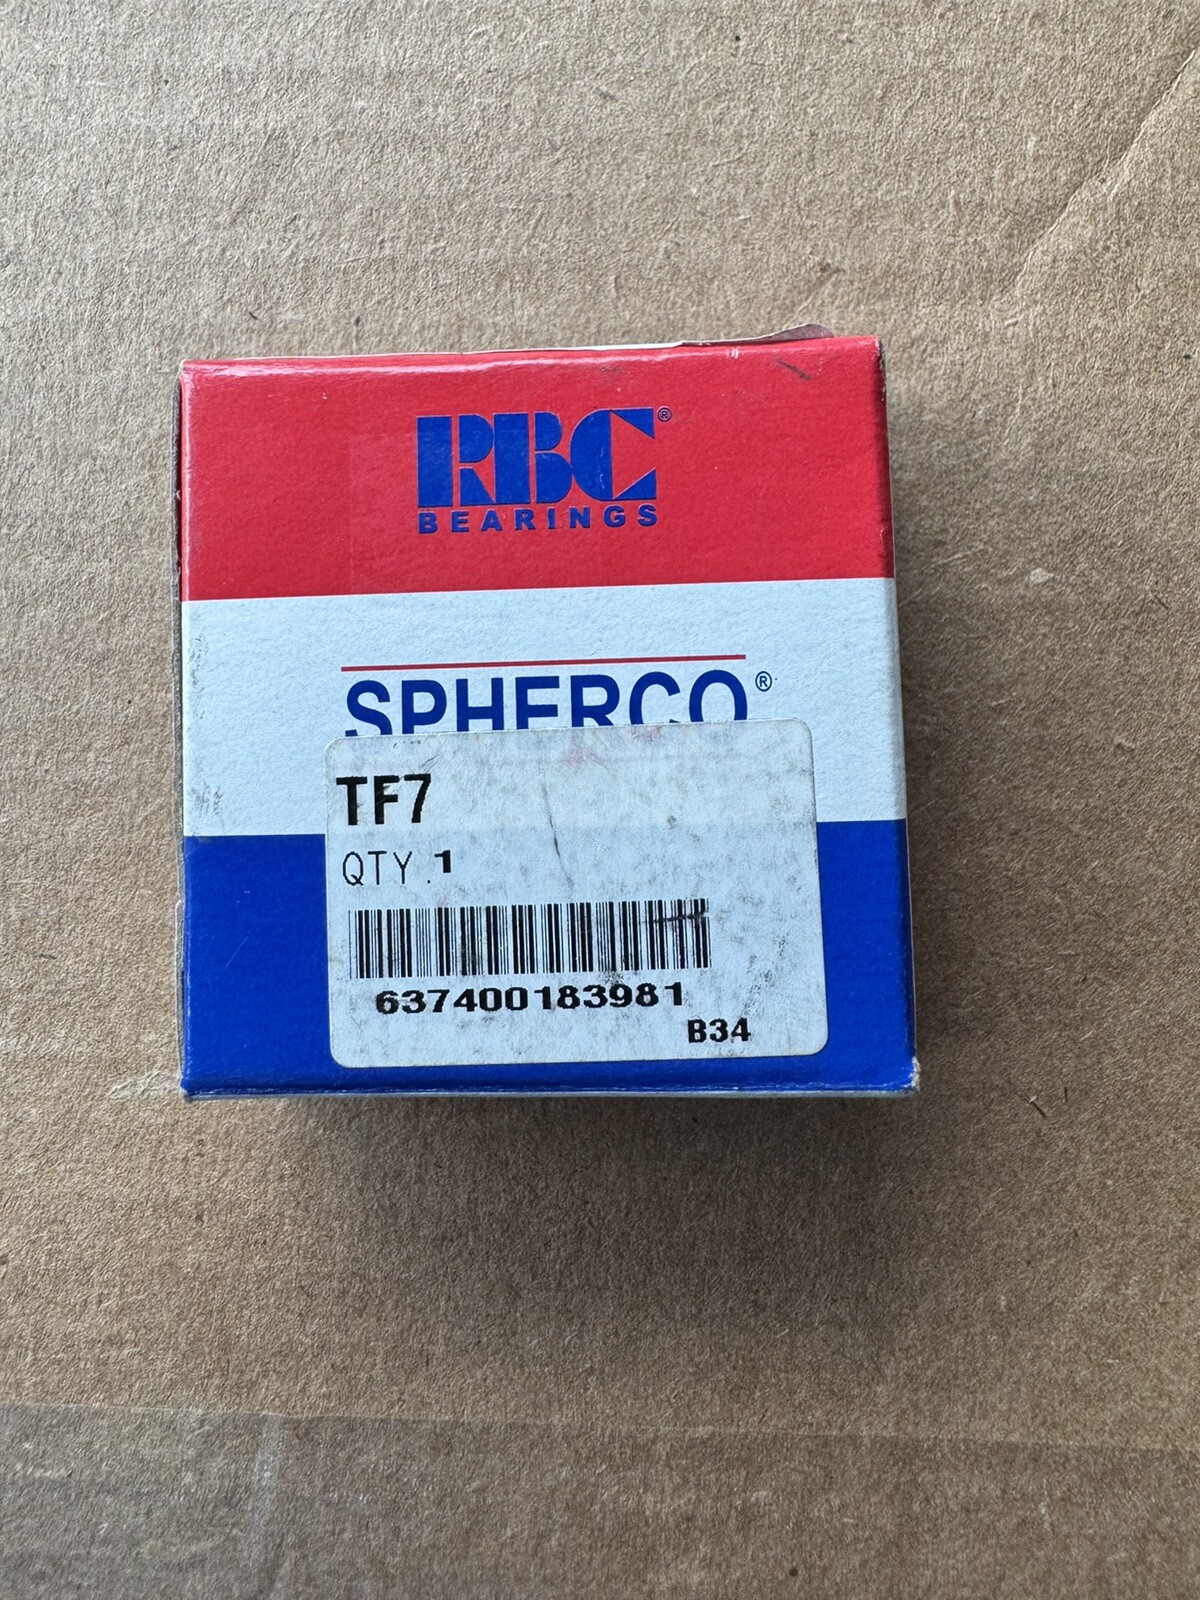 RBC®
BEARINGS
SPHERCO®
TF7
QTY.1
637400183981
B34